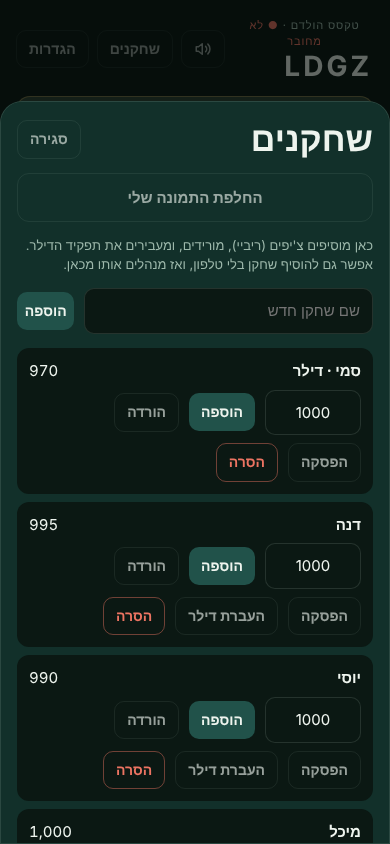 טקסס הולדם · ● לא
מחובר
LDGZ
שחקנים
הגדרות
שחקנים
סגירה
החלפת התמונה שלי
כאן מוסיפים צ׳יפים (ריביי), מורידים, ומעבירים את תפקיד הדילר.
אפשר גם להוסיף שחקן בלי טלפון, ואז מנהלים אותו מכאן.
שם שחקן חדש
הוספה
סמי · דילר 970
1000 הוספה הורדה
הפסקה הסרה
דנה 995
1000 הוספה הורדה
הפסקה העברת דילר הסרה
יוסי 990
1000 הוספה הורדה
הפסקה העברת דילר הסרה
מיכל 1,000